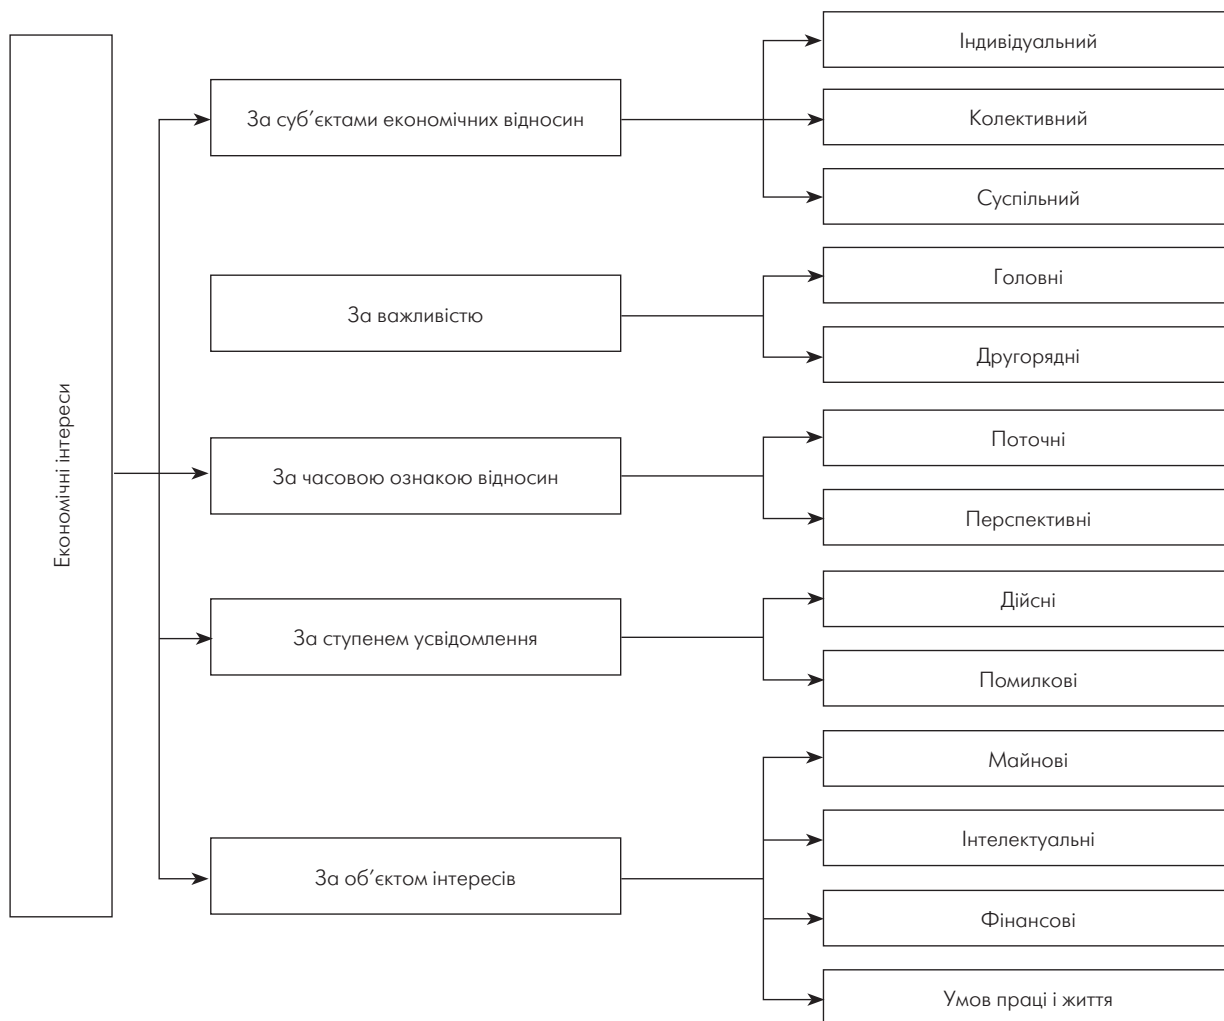 Економічні інтереси
За суб’єктами економічних відносин
Індивідуальний
Колективний
Суспільний
За важливістю
Головні
Другорядні
За часовою ознакою відносин
Поточні
Перспективні
За ступенем усвідомлення
Дійсні
Помилкові
За об’єктом інтересів
Майнові
Інтелектуальні
Фінансові
Умов праці і життя